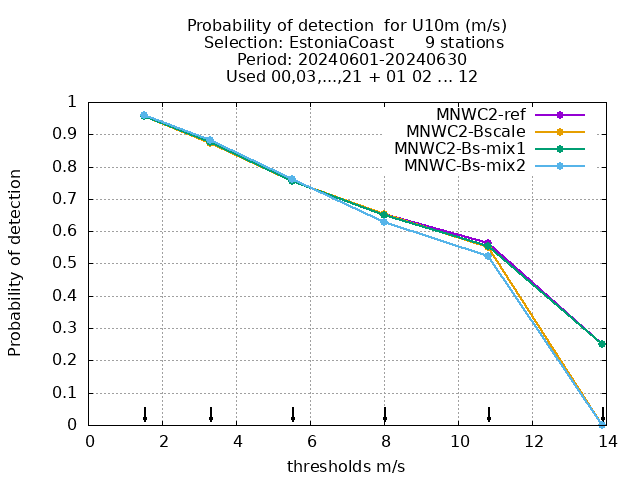 Probability of detection  for U10m (m/s)
Selection: EstoniaCoast      9 stations
Period: 20240601-20240630
Used 00,03,...,21 + 01 02 ... 12
MNWC2-ref
MNWC2-Bscale
MNWC2-Bs-mix1
MNWC-Bs-mix2
Probability of detection
1
0.9
0.8
0.7
0.6
0.5
0.4
0.3
0.2
0.1
0
0 2 4 6 8 10 12 14
thresholds m/s